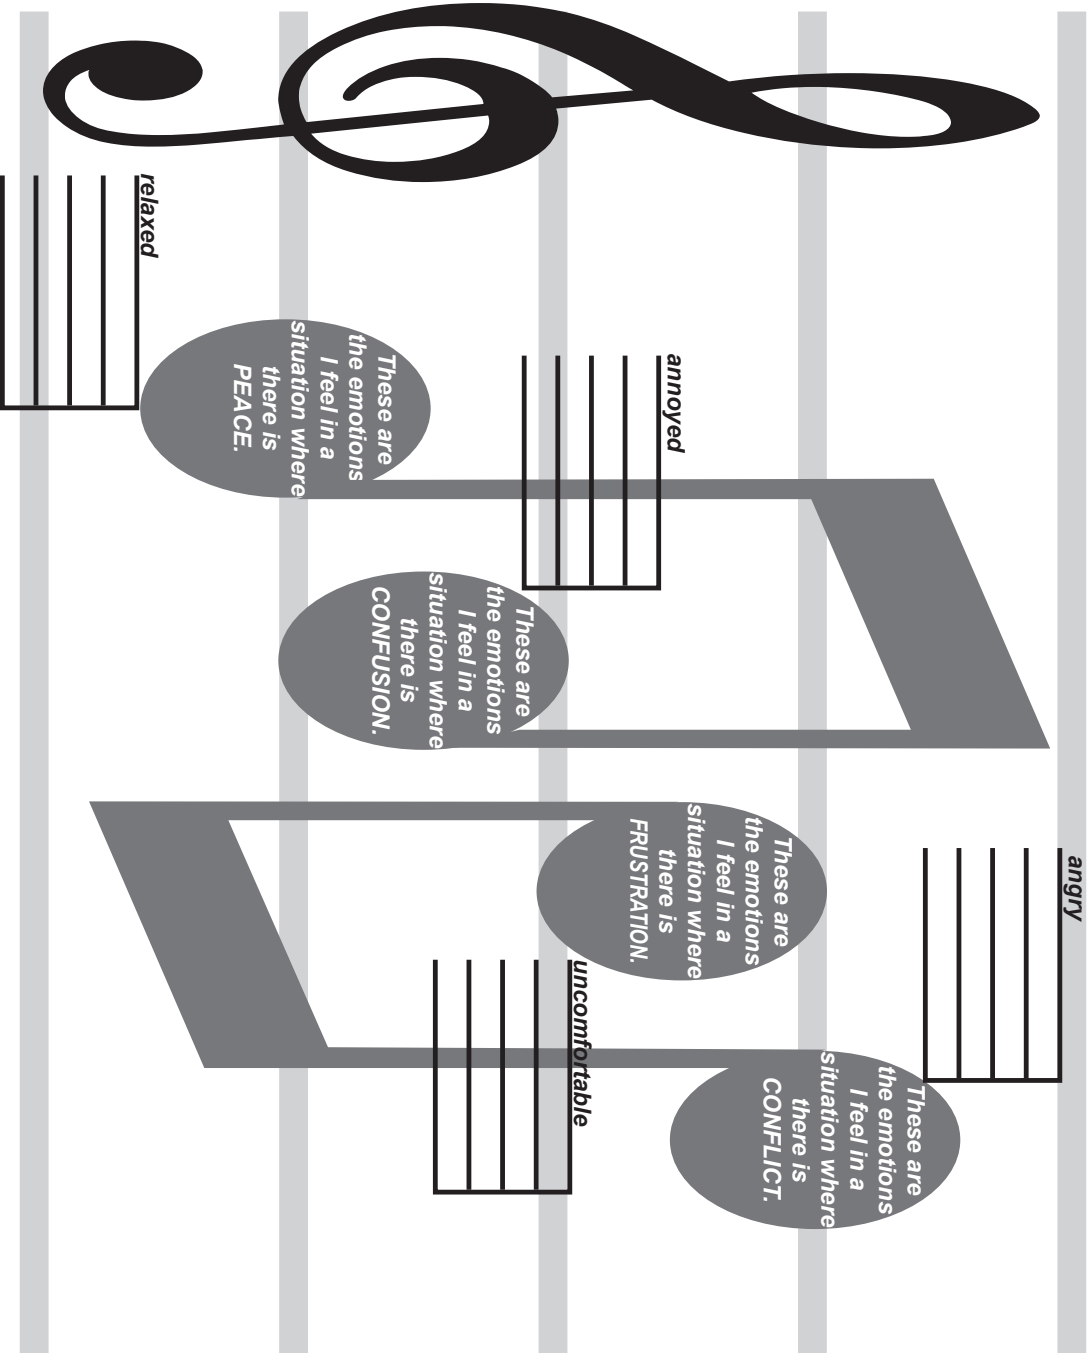 relaxed
These are
the emotions
I feel in a
situation where
there is
PEACE.
annoyed
These are
the emotions
I feel in a
situation where
there is
CONFUSION.
These are
the emotions
I feel in a
situation where
there is
FRUSTRATION.
angry
uncomfortable
These are
the emotions
I feel in a
situation where
there is
CONFLICT.